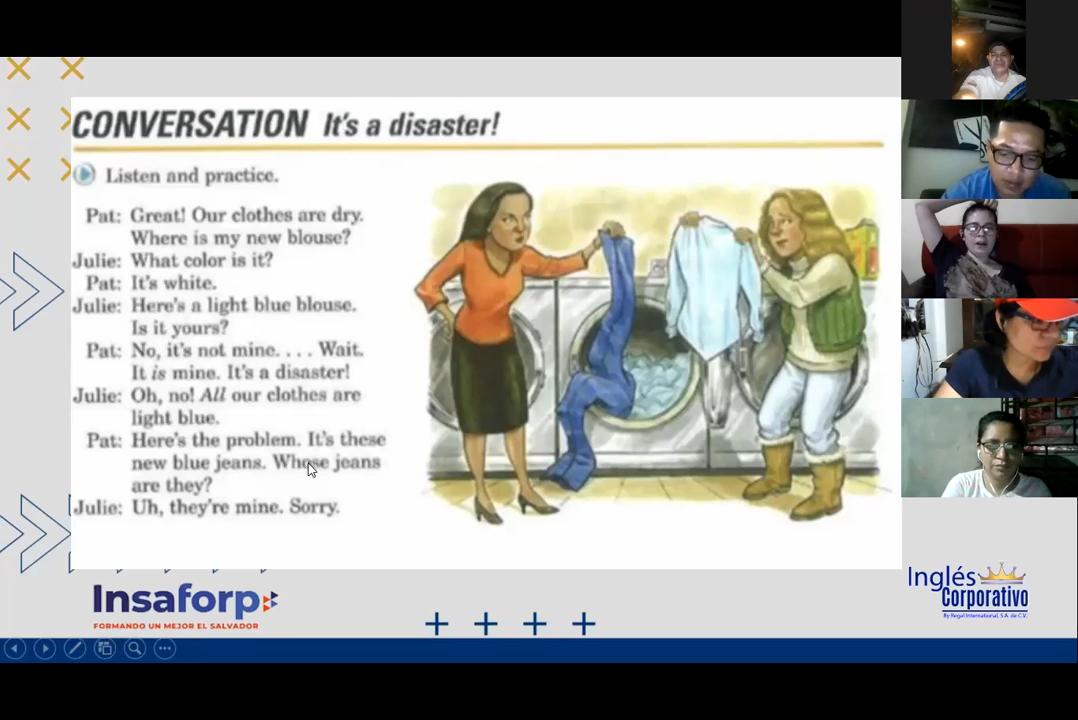 CONVERSATION It's a disaster!
Listen and practice.
Pat: Great! Our clothes are dry.
Where is my new blouse?
Julie: What color is it?
Pat: It's white.
Julie: Here's a light blue blouse.
Is it yours?
Pat: No, it's not mine. . . . Wait.
It is mine. It's a disaster!
Julie: Oh, no! All our clothes are
light blue.
Pat: Here's the problem. It's these
new blue jeans. Whose jeans
are they?
Julie: Uh, they're mine. Sorry.
Insaforp
FORMANDO UN MEJOR EL SALVADOR
Inglés
Corporativo
By Regal International, S.A. de C.V.